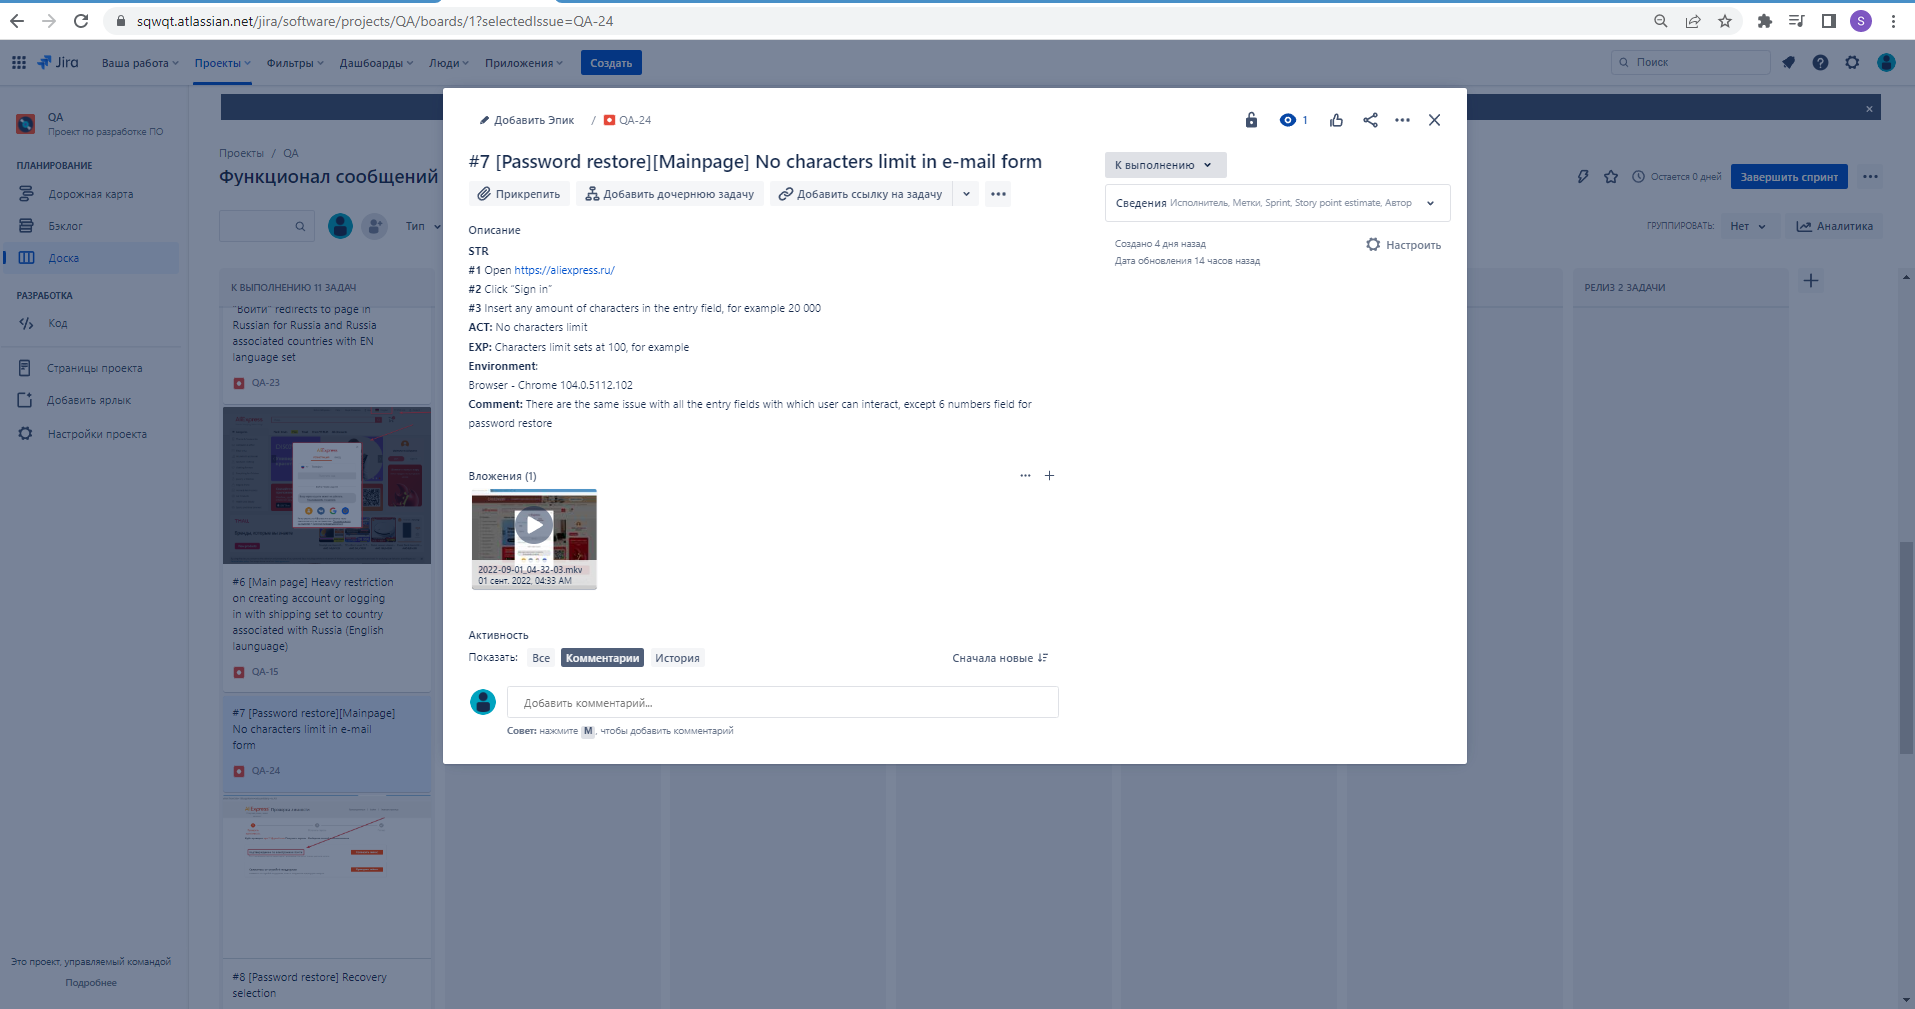 sqwqt.atlassian.net/jira/software/projects/QA/boards/1?selectedIssue=QA-24
S
Jira
Ваша работа
Проекты
Фильтры
Дашборды
Люди
Приложения
Создать
Поиск
QA
Проект по разработке ПО
ПЛАНИРОВАНИЕ
Дорожная карта
Бэклог
Доска
РАЗРАБОТКА
Код
Страницы проекта
Добавить ярлык
Настройки проекта
Это проект, управляемый командой
Подробнее
Проекты / QA
Функционал сообщений
Тип
Остается 0 дней
Завершить спринт
ГРУППИРОВАТЬ:
Нет
Аналитика
К ВЫПОЛНЕНИЮ 11 ЗАДАЧ
"Войти" redirects to page in
Russian for Russia and Russia
associated countries with EN
language set
QA-23
#6 [Main page] Heavy restriction
on creating account or logging
in with shipping set to country
associated with Russia (English
launguage)
QA-15
#7 [Password restore][Mainpage]
No characters limit in e-mail
form
QA-24
#8 [Password restore] Recovery
selection
РЕЛИЗ 2 ЗАДАЧИ
Добавить Эпик / QA-24
1
#7 [Password restore][Mainpage] No characters limit in e-mail form
Прикрепить
Добавить дочернюю задачу
Добавить ссылку на задачу
Описание
STR
#1 Open https://aliexpress.ru/
#2 Click “Sign in”
#3 Insert any amount of characters in the entry field, for example 20 000
ACT: No characters limit
EXP: Characters limit sets at 100, for example
Environment:
Browser - Chrome 104.0.5112.102
Comment: There are the same issue with all the entry fields with which user can interact, except 6 numbers field for
password restore
Вложения (1)
2022-09-01_04-32-03.mkv
01 сент. 2022, 04:33 AM
Активность
Показать:
Все
Комментарии
История
Сначала новые
Добавить комментарий...
Совет: нажмите M, чтобы добавить комментарий
К выполнению
Сведения Исполнитель, Метки, Sprint, Story point estimate, Автор
Создано 4 дня назад
Дата обновления 14 часов назад
Настроить